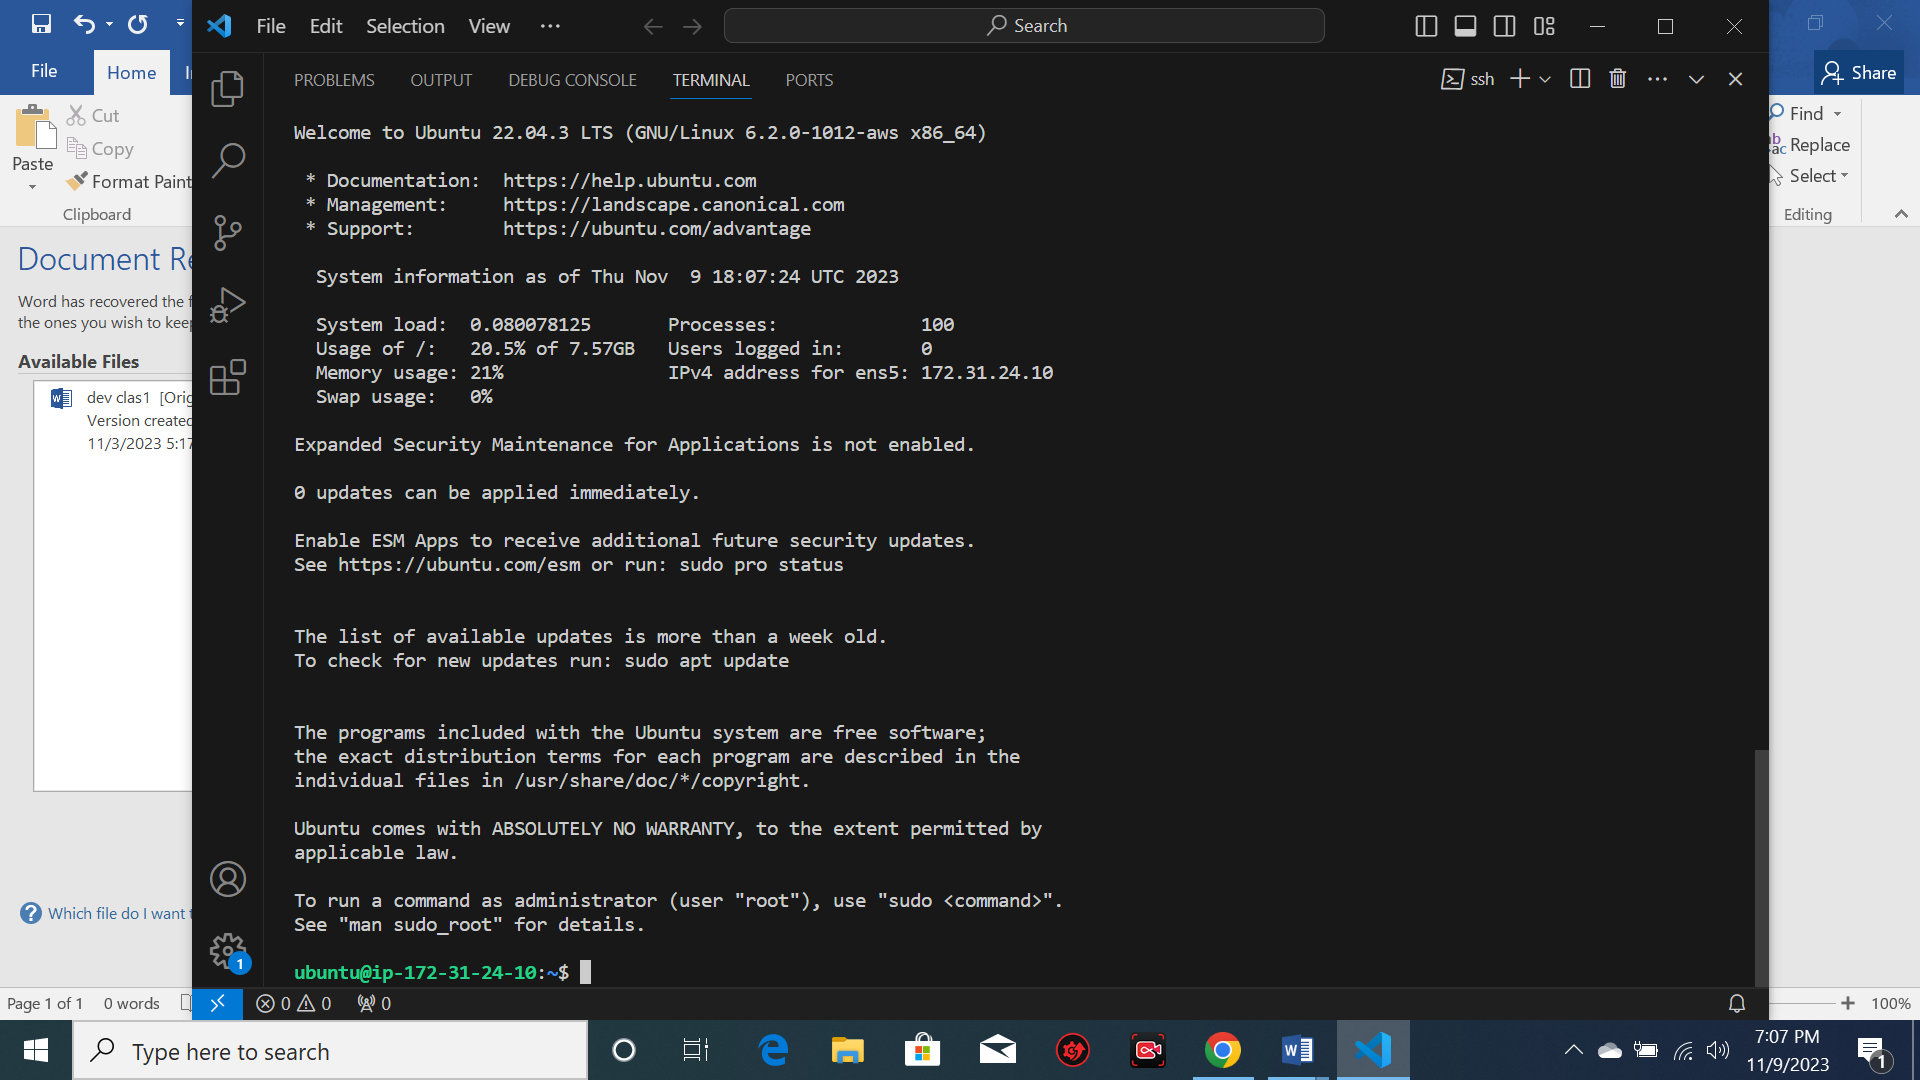 File Edit Selection View ··· Search
File Home Share
PROBLEMS OUTPUT DEBUG CONSOLE TERMINAL PORTS ssh
Cut
Copy
Paste
Format Paint
Clipboard
Find
Replace
Select
Editing
Document Re
Word has recovered the f
the ones you wish to keep
Available Files
dev clas1 [Orig
Version created
11/3/2023 5:17
Which file do I want t
Welcome to Ubuntu 22.04.3 LTS (GNU/Linux 6.2.0-1012-aws x86_64)
* Documentation: https://help.ubuntu.com
* Management: https://landscape.canonical.com
* Support: https://ubuntu.com/advantage
System information as of Thu Nov 9 18:07:24 UTC 2023
System load: 0.080078125 Processes: 100
Usage of /: 20.5% of 7.57GB Users logged in: 0
Memory usage: 21% IPv4 address for ens5: 172.31.24.10
Swap usage: 0%
Expanded Security Maintenance for Applications is not enabled.
0 updates can be applied immediately.
Enable ESM Apps to receive additional future security updates.
See https://ubuntu.com/esm or run: sudo pro status
The list of available updates is more than a week old.
To check for new updates run: sudo apt update
The programs included with the Ubuntu system are free software;
the exact distribution terms for each program are described in the
individual files in /usr/share/doc/*/copyright.
Ubuntu comes with ABSOLUTELY NO WARRANTY, to the extent permitted by
applicable law.
To run a command as administrator (user "root"), use "sudo <command>".
See "man sudo_root" for details.
ubuntu@ip-172-31-24-10:~$
1
Page 1 of 1 0 words 0 0 0 100%
Type here to search
7:07 PM
11/9/2023
1